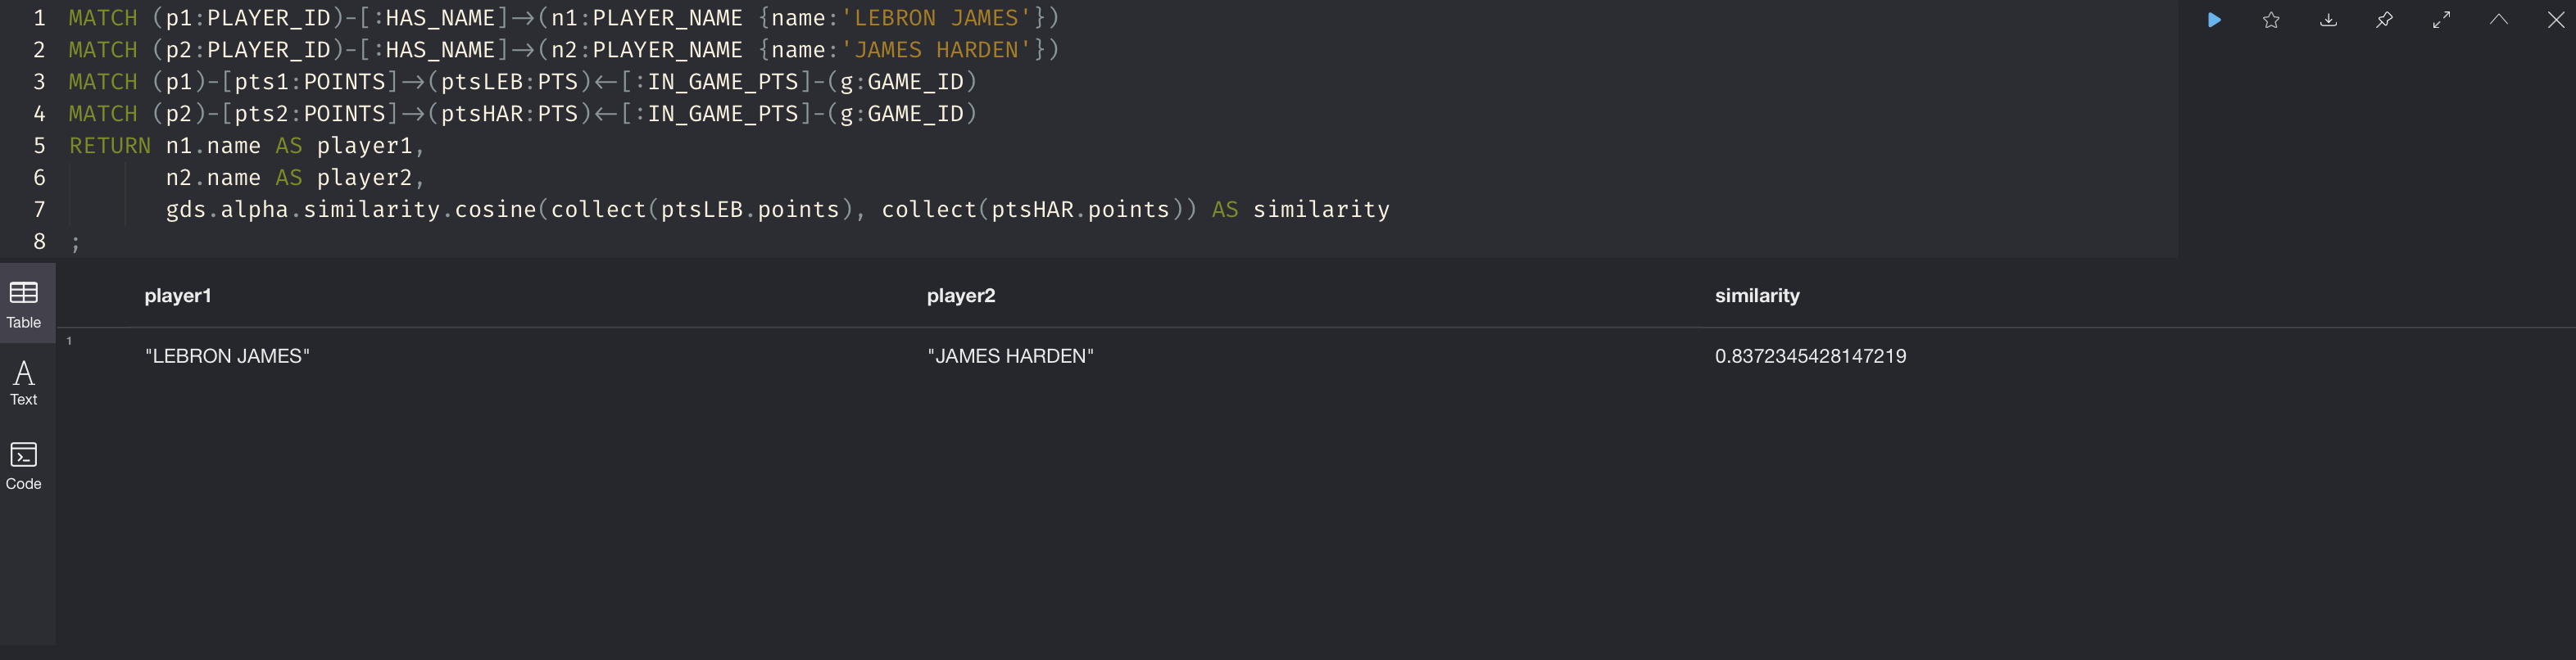 1 MATCH (p1:PLAYER_ID)-[:HAS_NAME]->(n1:PLAYER_NAME {name:'LEBRON JAMES'})
2 MATCH (p2:PLAYER_ID)-[:HAS_NAME]->(n2:PLAYER_NAME {name:'JAMES HARDEN'})
3 MATCH (p1)-[pts1:POINTS]->(ptsLEB:PTS)<-[:IN_GAME_PTS]-(g:GAME_ID)
4 MATCH (p2)-[pts2:POINTS]->(ptsHAR:PTS)<-[:IN_GAME_PTS]-(g:GAME_ID)
5 RETURN n1.name AS player1,
6 n2.name AS player2,
7 gds.alpha.similarity.cosine(collect(ptsLEB.points), collect(ptsHAR.points)) AS similarity
8 ;
player1 player2 similarity
Table
1 "LEBRON JAMES" "JAMES HARDEN" 0.8372345428147219
A
Text
Code